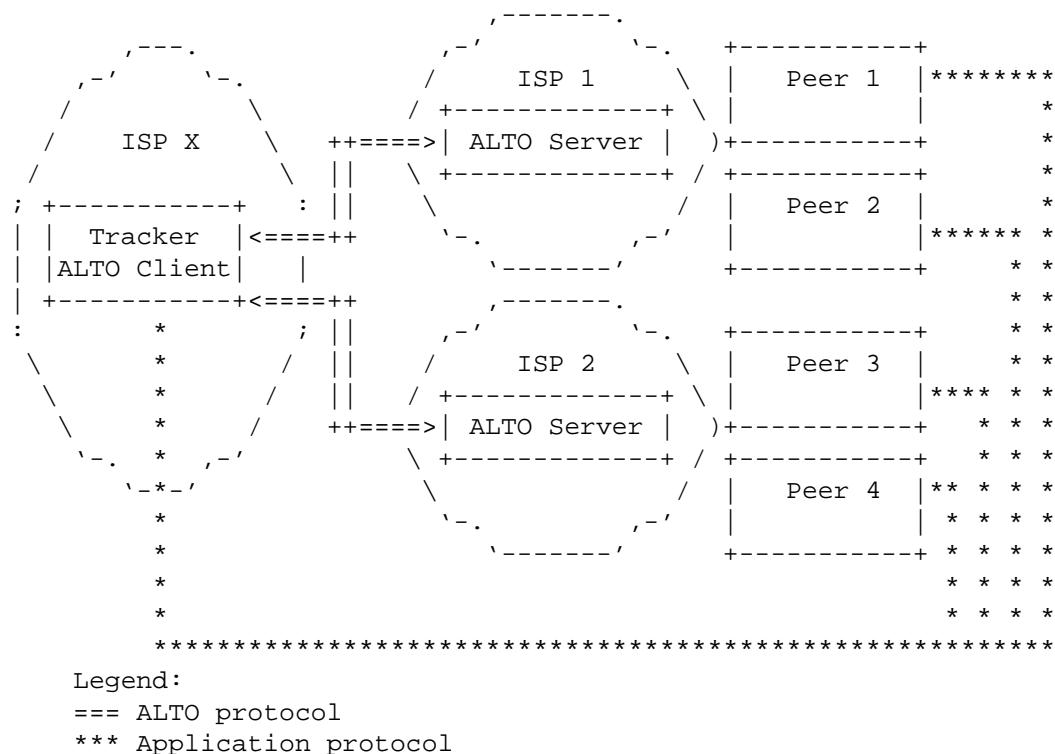 ISP 1
Peer 1
ISP X
ALTO Server
Peer 2
Tracker
ALTO Client
ISP 2
Peer 3
ALTO Server
Peer 4
Legend:
=== ALTO protocol
*** Application protocol